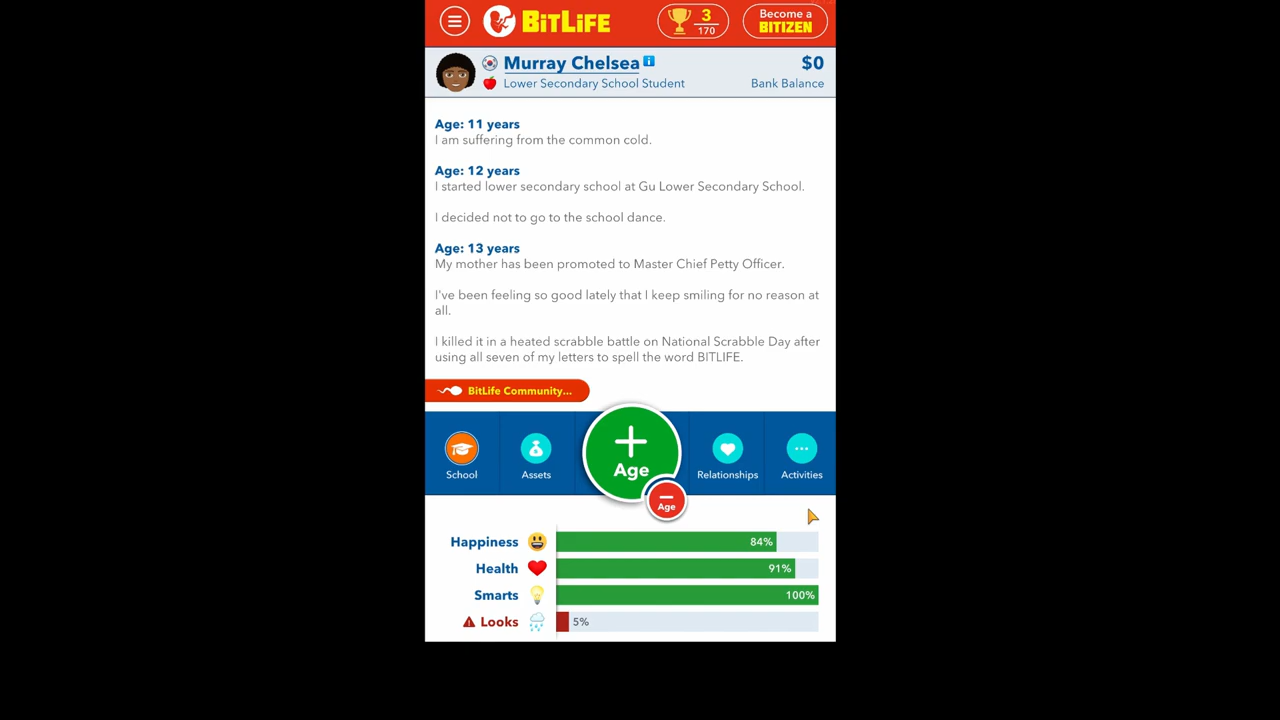 BITLIFE
3
170
Become a
BITIZEN
Murray Chelsea
$0
Lower Secondary School Student
Bank Balance
Age: 11 years
I am suffering from the common cold.
Age: 12 years
I started lower secondary school at Gu Lower Secondary School.
I decided not to go to the school dance.
Age: 13 years
My mother has been promoted to Master Chief Petty Officer.
I've been feeling so good lately that I keep smiling for no reason at
all.
I killed it in a heated scrabble battle on National Scrabble Day after
using all seven of my letters to spell the word BITLIFE.
BitLife Community...
School
Assets
+
Age
Relationships
Activities
–
Age
Happiness
84%
Health
91%
Smarts
100%
Looks
5%